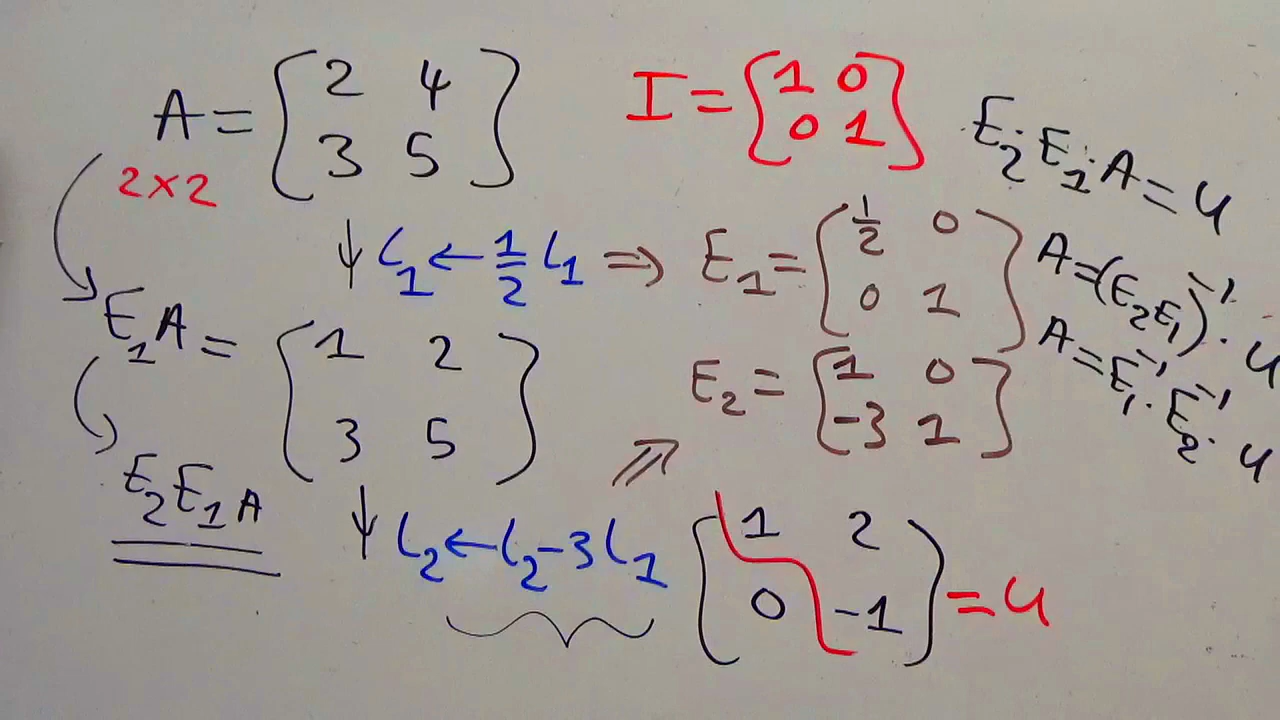 A = [2 4
3 5]
2×2
I = [1 0
0 1]
E₂·E₁·A = U
↓ L₁ ← 1/2 L₁ ⇒ E₁ = [1/2 0
0 1]
A = (E₂E₁)⁻¹ · U
E₁A = [1 2
3 5]
E₂ = [1 0
-3 1]
A = E₁⁻¹ · E₂⁻¹ · U
E₂E₁A
↓ L₂ ← L₂ - 3L₁
[1 2
0 -1] = U